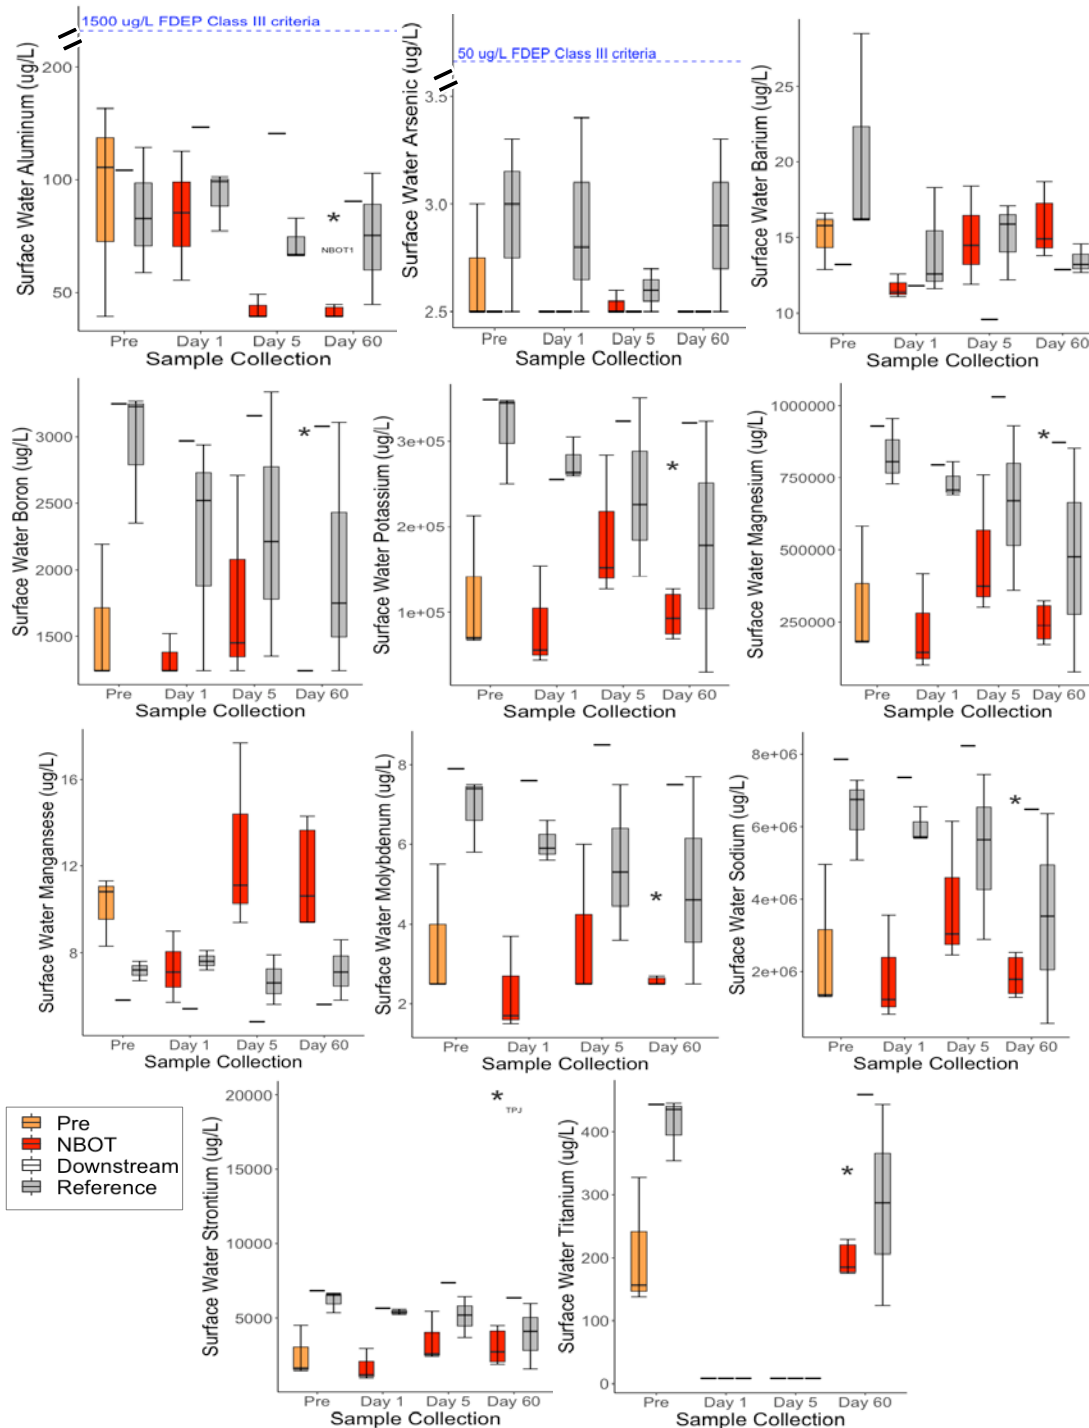 1500 ug/L FDEP Class III criteria
Surface Water Aluminum (ug/L)
200
100
50
*
NBOT1
Pre Day 1 Day 5 Day 60
Sample Collection
50 ug/L FDEP Class III criteria
Surface Water Arsenic (ug/L)
3.5
3.0
2.5
Pre Day 1 Day 5 Day 60
Sample Collection
Surface Water Barium (ug/L)
25
20
15
10
Pre Day 1 Day 5 Day 60
Sample Collection
Surface Water Boron (ug/L)
3000
2500
2000
1500
*
Pre Day 1 Day 5 Day 60
Sample Collection
Surface Water Potassium (ug/L)
3e+05
2e+05
1e+05
*
Pre Day 1 Day 5 Day 60
Sample Collection
Surface Water Magnesium (ug/L)
1000000
750000
500000
250000
*
Pre Day 1 Day 5 Day 60
Sample Collection
Surface Water Mangansese (ug/L)
16
12
8
Pre Day 1 Day 5 Day 60
Sample Collection
Surface Water Molybdenum (ug/L)
8
6
4
2
*
Pre Day 1 Day 5 Day 60
Sample Collection
Surface Water Sodium (ug/L)
8e+06
6e+06
4e+06
2e+06
*
Pre Day 1 Day 5 Day 60
Sample Collection
Pre
NBOT
Downstream
Reference
Surface Water Strontium (ug/L)
20000
15000
10000
5000
*
TPJ
Pre Day 1 Day 5 Day 60
Sample Collection
Surface Water Titanium (ug/L)
400
300
200
100
0
*
Pre Day 1 Day 5 Day 60
Sample Collection